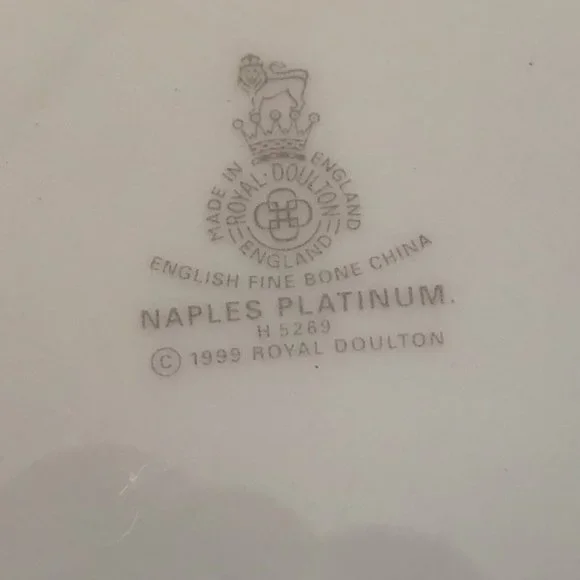 MADE IN ENGLAND
ROYAL · DOULTON
ENGLAND
ENGLISH FINE BONE CHINA
NAPLES PLATINUM.
H 5269
© 1999 ROYAL DOULTON